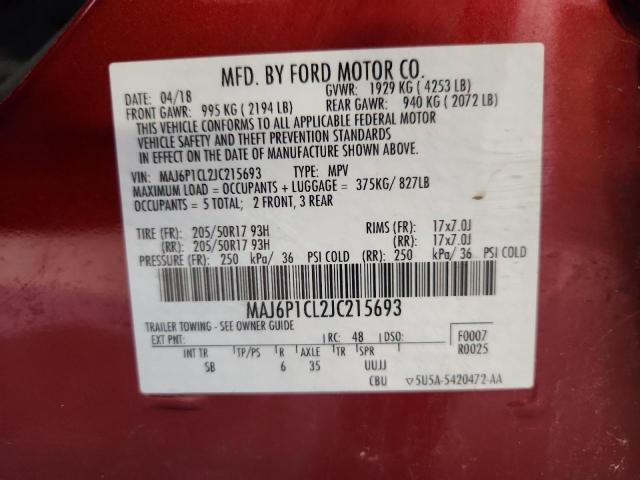 MFD. BY FORD MOTOR CO.
DATE: 04/18 GVWR: 1929 KG ( 4253 LB)
FRONT GAWR: 995 KG ( 2194 LB) REAR GAWR: 940 KG ( 2072 LB)
THIS VEHICLE CONFORMS TO ALL APPLICABLE FEDERAL MOTOR
VEHICLE SAFETY AND THEFT PREVENTION STANDARDS
IN EFFECT ON THE DATE OF MANUFACTURE SHOWN ABOVE.
VIN: MAJ6P1CL2JC215693 TYPE: MPV
MAXIMUM LOAD = OCCUPANTS + LUGGAGE = 375KG/ 827LB
OCCUPANTS = 5 TOTAL; 2 FRONT, 3 REAR
TIRE (FR): 205/50R17 93H RIMS (FR): 17x7.0J
(RR): 205/50R17 93H (RR): 17x7.0J
PRESSURE (FR): 250 kPa/ 36 PSI COLD (RR): 250 kPa/ 36 PSI COLD
MAJ6P1CL2JC215693
TRAILER TOWING - SEE OWNER GUIDE
EXT PNT: RC: 48 DSO: F0007
R0025
INT TR TP/PS R AXLE TR SPR
SB 6 35 UUJJ
CBU ▽5U5A-5420472-AA